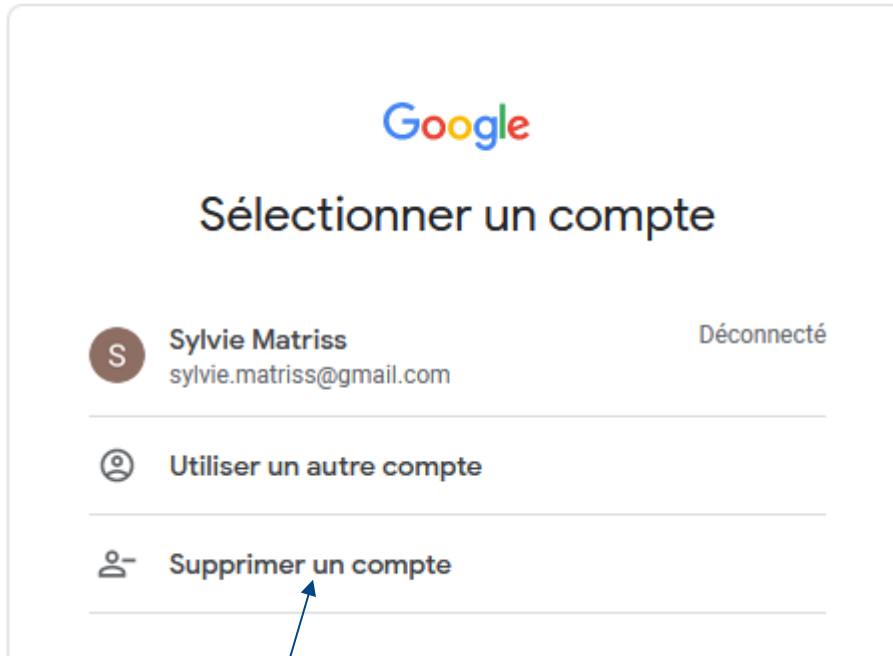 Google
Sélectionner un compte
S
Sylvie Matriss
Déconnecté
sylvie.matriss@gmail.com
Utiliser un autre compte
Supprimer un compte